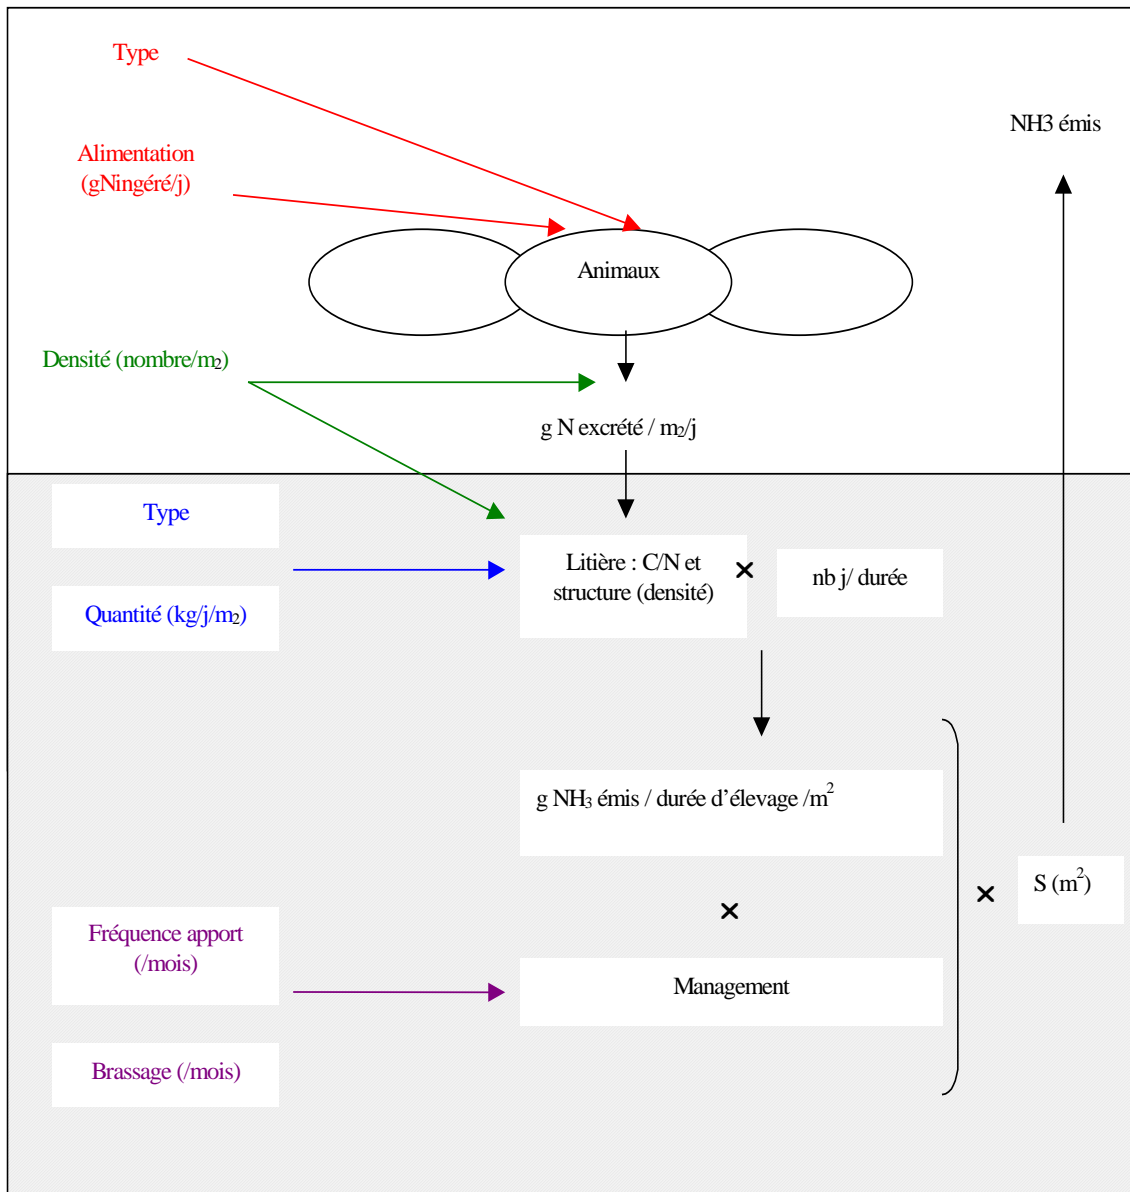 Type
NH3 émis
Alimentation
(gNingéré/j)
Animaux
Densité (nombre/m2)
g N excrété / m2/j
Type
Litière : C/N et
structure (densité)
×
nb j/ durée
Quantité (kg/j/m2)
g NH3 émis / durée d’élevage /m2
×
S (m2)
×
Fréquence apport
(/mois)
Management
Brassage (/mois)